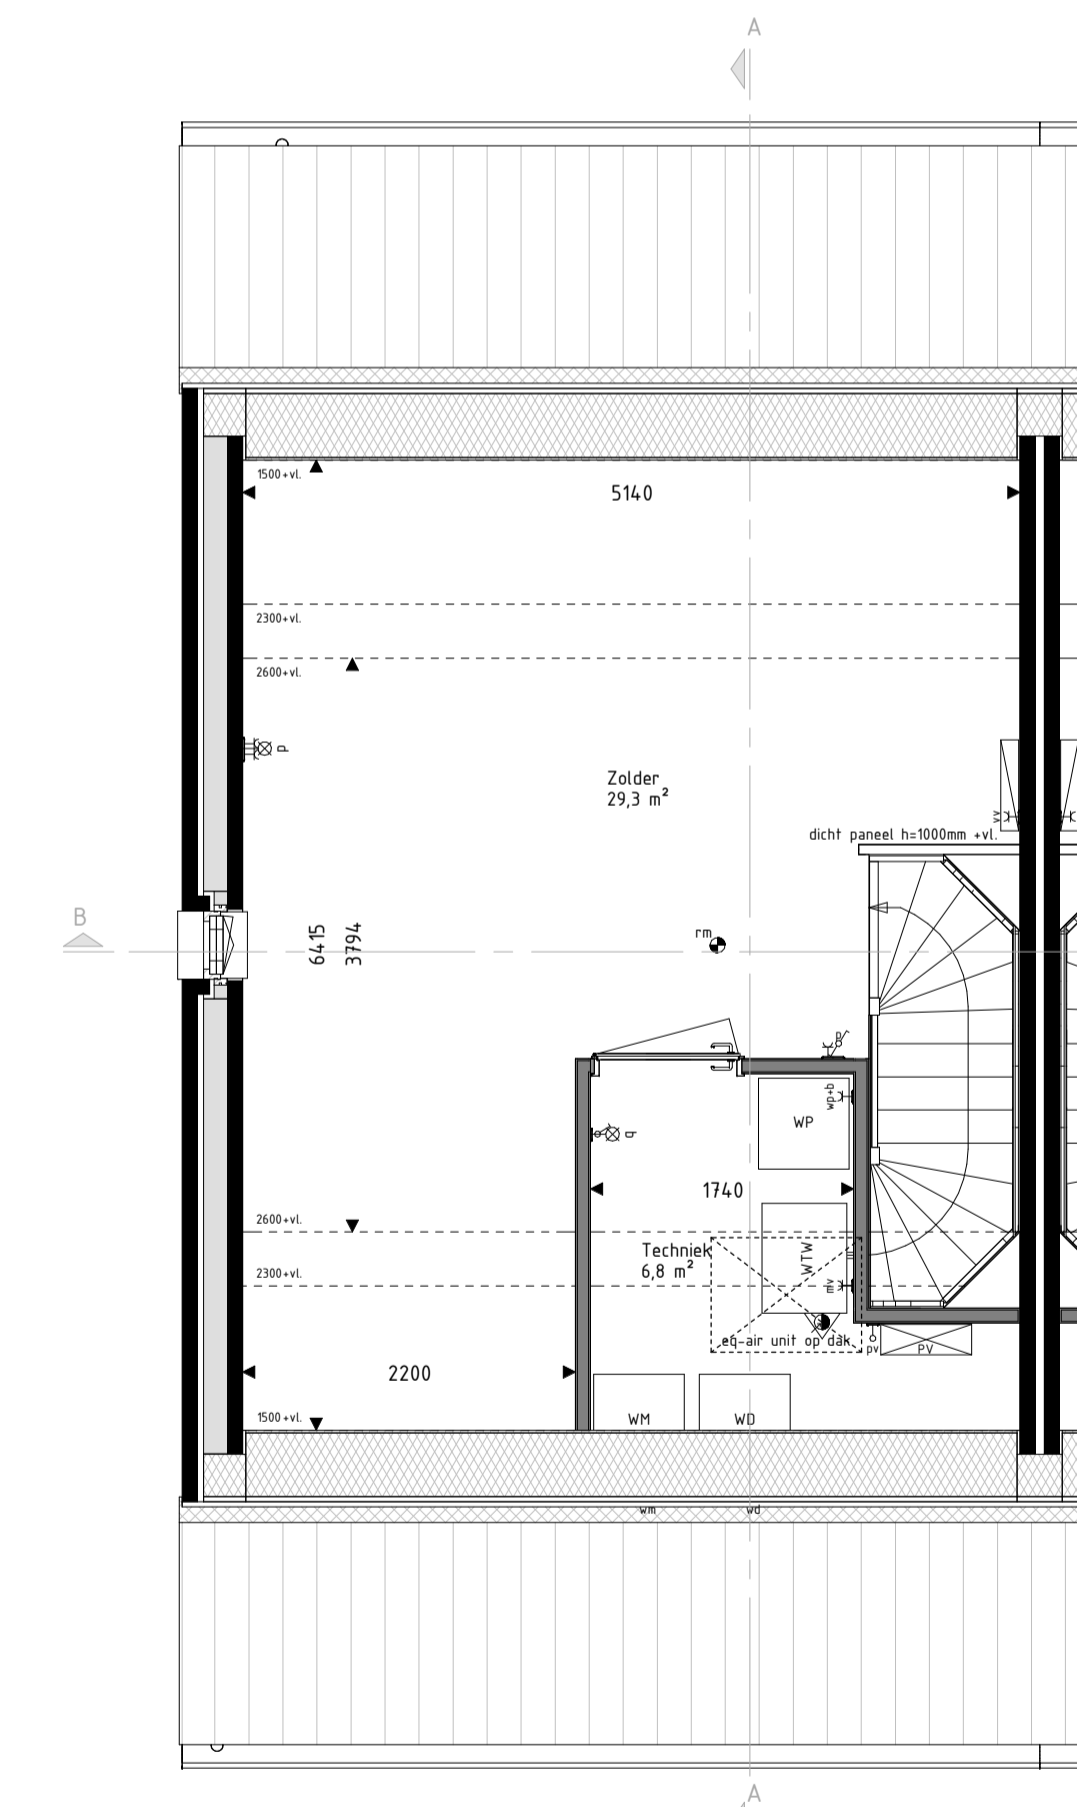 A
1500+vl.
5140
2300+vl.
2600+vl.
p
Zolder
29,3 m²
vv
dicht paneel h=1000mm +vl.
B
6415
3794
rm
p
wp+b
WP
q
1740
2600+vl.
Techniek
6,8 m²
WTW
2300+vl.
mv
eq-air unit op dak
pv
PV
2200
1500+vl.
WM
WD
wm
wd
A